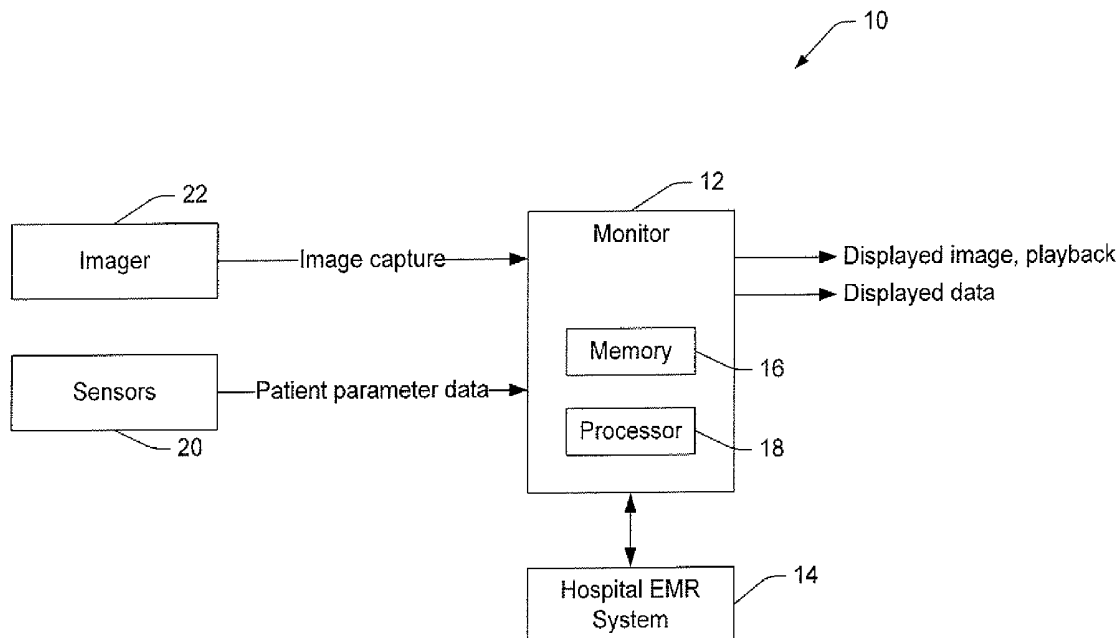 10
22
Imager
Image capture
12
Monitor
Displayed image, playback
Displayed data
Sensors
20
Patient parameter data
Memory
16
Processor
18
Hospital EMR
System
14